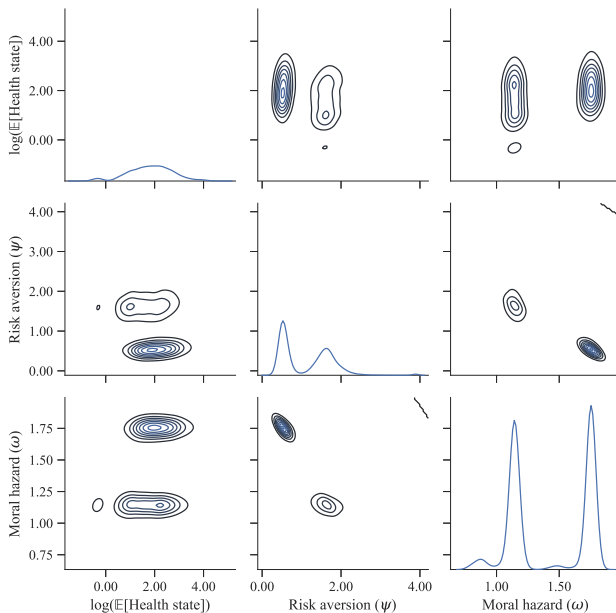 log(𝔼[Health state])
4.00
2.00
0.00
Risk aversion (ψ)
4.00
3.00
2.00
1.00
0.00
Moral hazard (ω)
1.75
1.50
1.25
1.00
0.75
0.00 2.00 4.00
log(𝔼[Health state])
0.00 2.00 4.00
Risk aversion (ψ)
1.00 1.50
Moral hazard (ω)